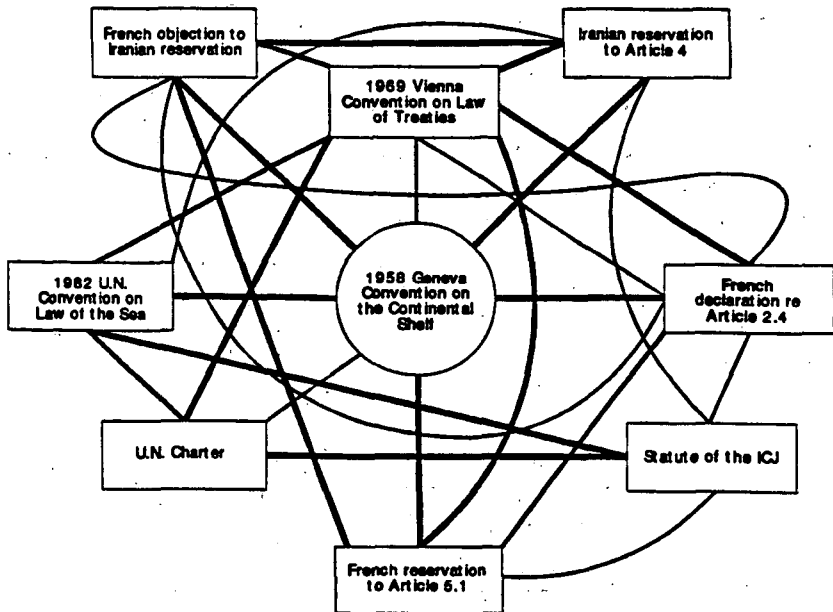 French objection to
Iranian reservation
Iranian reservation
to Article 4
1969 Vienna
Convention on Law
of Treaties
1982 U.N.
Convention on
Law of the Sea
1958 Geneva
Convention on
the Continental
Shelf
French
declaration re
Article 2.4
U.N. Charter
Statute of the ICJ
French reservation
to Article 5.1